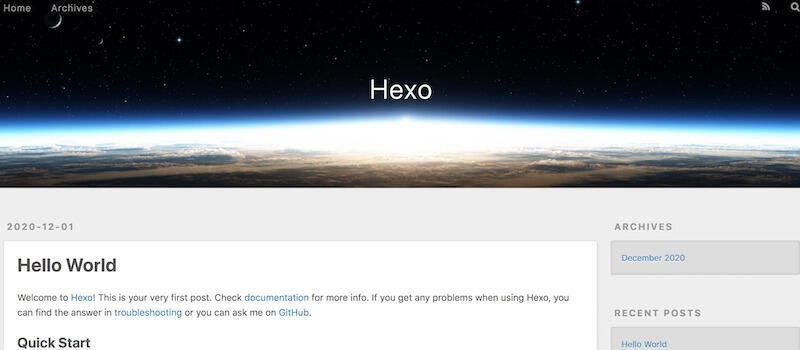 Home Archives
Hexo
2020-12-01
Hello World
Welcome to Hexo! This is your very first post. Check documentation for more info. If you get any problems when using Hexo, you
can find the answer in troubleshooting or you can ask me on GitHub.
Quick Start
ARCHIVES
December 2020
RECENT POSTS
Hello World